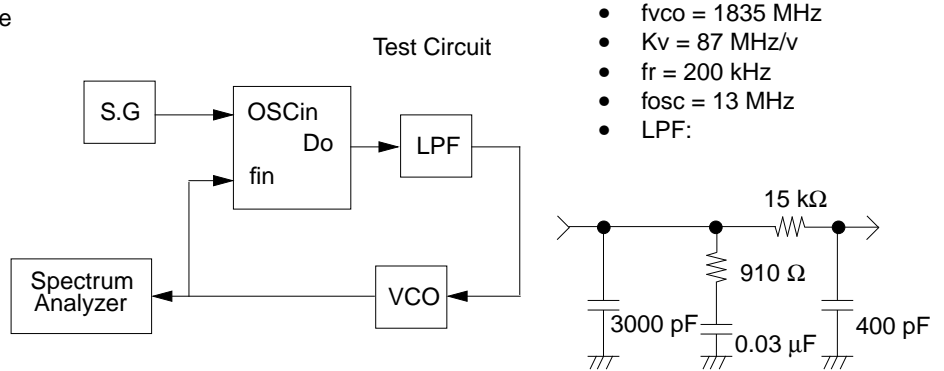 e
Test Circuit
S.G
OSCin
Do
fin
LPF
VCO
Spectrum
Analyzer
• fvco = 1835 MHz
• Kv = 87 MHz/v
• fr = 200 kHz
• fosc = 13 MHz
• LPF:
15 kΩ
910 Ω
3000 pF
0.03 µF
400 pF